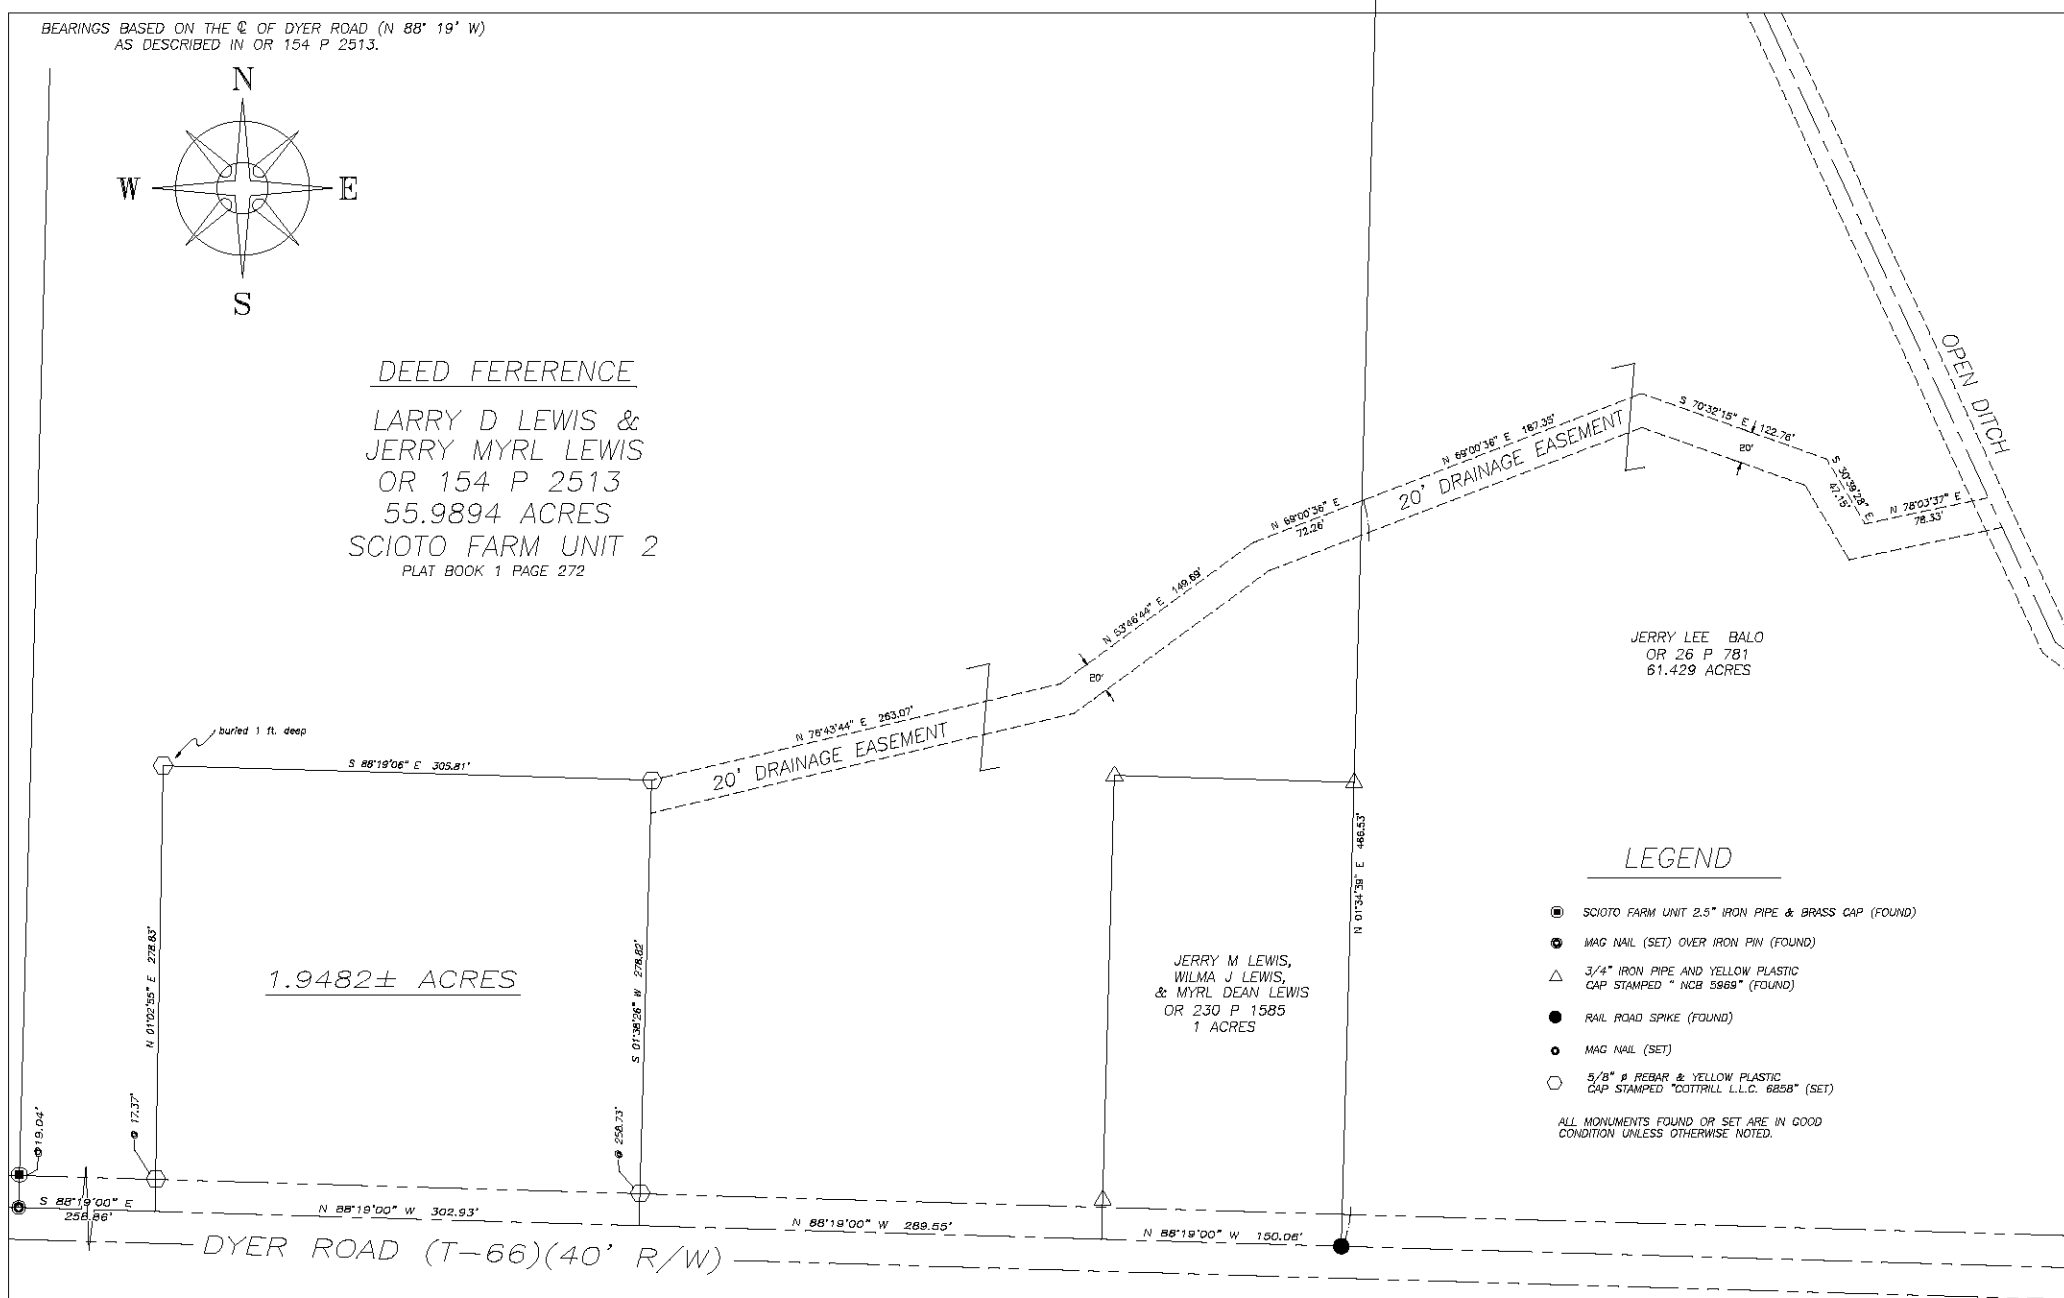 BEARINGS BASED ON THE ℄ OF DYER ROAD (N 88° 19' W)
AS DESCRIBED IN OR 154 P 2513.
N
W
E
S
DEED FERERENCE
LARRY D LEWIS &
JERRY MYRL LEWIS
OR 154 P 2513
55.9894 ACRES
SCIOTO FARM UNIT 2
PLAT BOOK 1 PAGE 272
OPEN DITCH
S 70°32'15" E 122.76'
20'
S 30°39'28" E
47.15'
N 78°03'37" E
78.33'
N 69°00'36" E 187.35'
20' DRAINAGE EASEMENT
N 69°00'36" E
72.26'
N 53°46'44" E 149.69'
20'
N 76°43'44" E 263.07'
20' DRAINAGE EASEMENT
JERRY LEE BALO
OR 26 P 781
61.429 ACRES
buried 1 ft. deep
S 88°19'06" E 305.81'
N 01°02'55" E 278.83'
1.9482± ACRES
S 01°38'26" W 278.82'
N 01°34'39" E 466.53'
JERRY M LEWIS,
WILMA J LEWIS,
& MYRL DEAN LEWIS
OR 230 P 1585
1 ACRES
LEGEND
SCIOTO FARM UNIT 2.5" IRON PIPE & BRASS CAP (FOUND)
MAG NAIL (SET) OVER IRON PIN (FOUND)
3/4" IRON PIPE AND YELLOW PLASTIC
CAP STAMPED " NCB 5969" (FOUND)
RAIL ROAD SPIKE (FOUND)
MAG NAIL (SET)
5/8" ø REBAR & YELLOW PLASTIC
CAP STAMPED "COTTRILL L.L.C. 6858" (SET)
ALL MONUMENTS FOUND OR SET ARE IN GOOD
CONDITION UNLESS OTHERWISE NOTED.
@ 19.04'
@ 17.37'
@ 258.73'
S 88°19'00" E
256.86'
N 88°19'00" W 302.93'
N 88°19'00" W 289.55'
N 88°19'00" W 150.06'
DYER ROAD (T-66)(40' R/W)